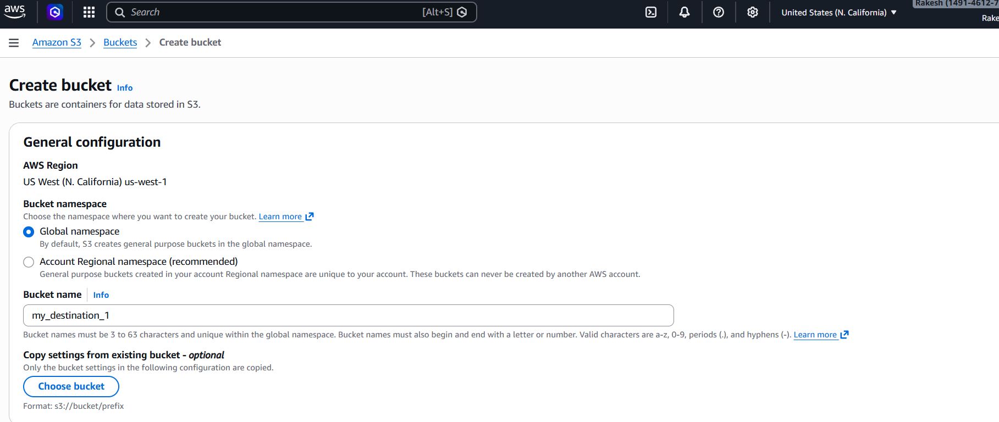 aws
Search [Alt+S]
United States (N. California)
Rakesh (1491-4612-7
Rake
Amazon S3 Buckets Create bucket
Create bucket Info
Buckets are containers for data stored in S3.
General configuration
AWS Region
US West (N. California) us-west-1
Bucket namespace
Choose the namespace where you want to create your bucket. Learn more
Global namespace
By default, S3 creates general purpose buckets in the global namespace.
Account Regional namespace (recommended)
General purpose buckets created in your account Regional namespace are unique to your account. These buckets can never be created by another AWS account.
Bucket name Info
my_destination_1
Bucket names must be 3 to 63 characters and unique within the global namespace. Bucket names must also begin and end with a letter or number. Valid characters are a-z, 0-9, periods (.), and hyphens (-). Learn more
Copy settings from existing bucket - optional
Only the bucket settings in the following configuration are copied.
Choose bucket
Format: s3://bucket/prefix